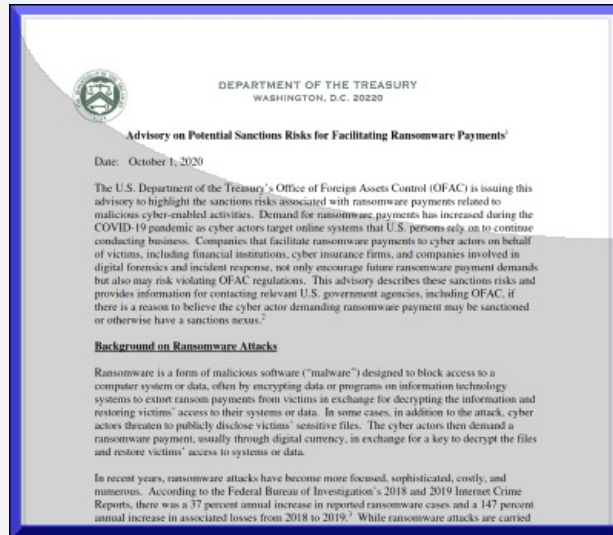 DEPARTMENT OF THE TREASURY
WASHINGTON, D.C. 20220
Advisory on Potential Sanctions Risks for Facilitating Ransomware Payments¹
Date: October 1, 2020
The U.S. Department of the Treasury's Office of Foreign Assets Control (OFAC) is issuing this
advisory to highlight the sanctions risks associated with ransomware payments related to
malicious cyber-enabled activities. Demand for ransomware payments has increased during the
COVID-19 pandemic as cyber actors target online systems that U.S. persons rely on to continue
conducting business. Companies that facilitate ransomware payments to cyber actors on behalf
of victims, including financial institutions, cyber insurance firms, and companies involved in
digital forensics and incident response, not only encourage future ransomware payment demands
but also may risk violating OFAC regulations. This advisory describes these sanctions risks and
provides information for contacting relevant U.S. government agencies, including OFAC, if
there is a reason to believe the cyber actor demanding ransomware payment may be sanctioned
or otherwise have a sanctions nexus.²
Background on Ransomware Attacks
Ransomware is a form of malicious software ("malware") designed to block access to a
computer system or data, often by encrypting data or programs on information technology
systems to extort ransom payments from victims in exchange for decrypting the information and
restoring victims' access to their systems or data. In some cases, in addition to the attack, cyber
actors threaten to publicly disclose victims' sensitive files. The cyber actors then demand a
ransomware payment, usually through digital currency, in exchange for a key to decrypt the files
and restore victims' access to systems or data.
In recent years, ransomware attacks have become more focused, sophisticated, costly, and
numerous. According to the Federal Bureau of Investigation's 2018 and 2019 Internet Crime
Reports, there was a 37 percent annual increase in reported ransomware cases and a 147 percent
annual increase in associated losses from 2018 to 2019.³ While ransomware attacks are carried